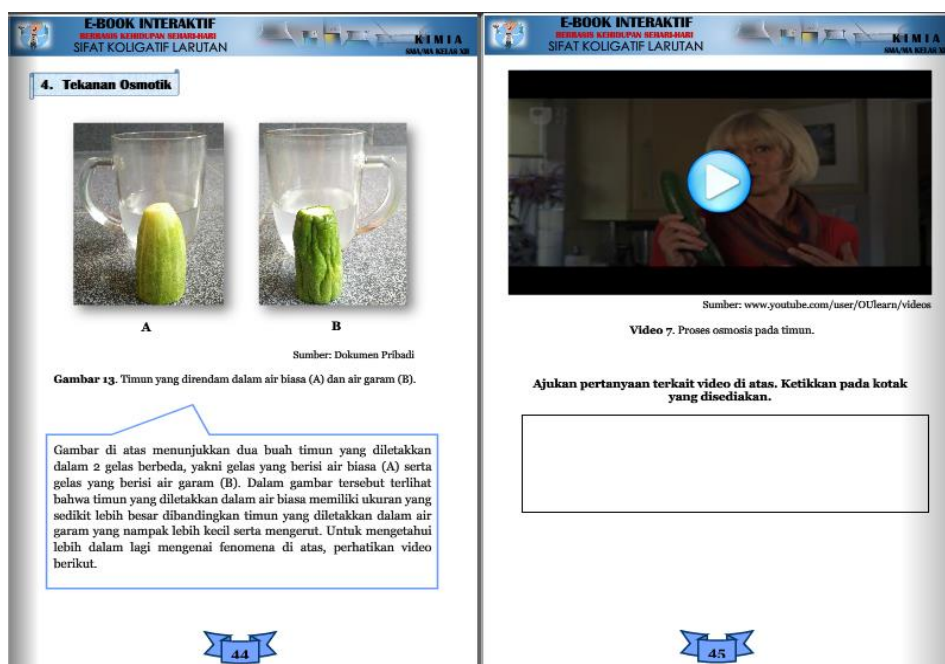 E-BOOK INTERAKTIF
BERBASIS KEHIDUPAN SEHARI-HARI
SIFAT KOLIGATIF LARUTAN
KIMIA
SMA/MA KELAS XII
4. Tekanan Osmotik
A
B
Sumber: Dokumen Pribadi
Gambar 13. Timun yang direndam dalam air biasa (A) dan air garam (B).
Gambar di atas menunjukkan dua buah timun yang diletakkan
dalam 2 gelas berbeda, yakni gelas yang berisi air biasa (A) serta
gelas yang berisi air garam (B). Dalam gambar tersebut terlihat
bahwa timun yang diletakkan dalam air biasa memiliki ukuran yang
sedikit lebih besar dibandingkan timun yang diletakkan dalam air
garam yang nampak lebih kecil serta mengerut. Untuk mengetahui
lebih dalam lagi mengenai fenomena di atas, perhatikan video
berikut.
44
E-BOOK INTERAKTIF
BERBASIS KEHIDUPAN SEHARI-HARI
SIFAT KOLIGATIF LARUTAN
KIMIA
SMA/MA KELAS XII
Sumber: www.youtube.com/user/OUlearn/videos
Video 7. Proses osmosis pada timun.
Ajukan pertanyaan terkait video di atas. Ketikkan pada kotak
yang disediakan.
45